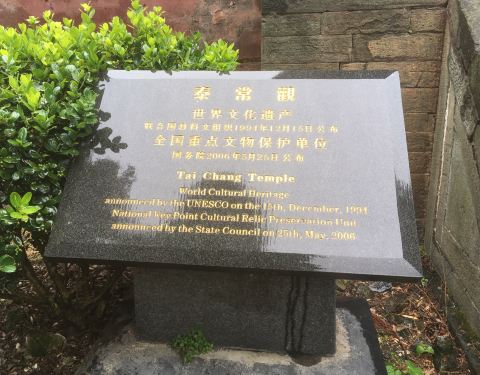 泰常觀
世界文化遗产
联合国教科文组织1994年12月15日公布
全国重点文物保护单位
国务院2006年5月25日公布
Tai Chang Temple
World Cultural Heritage
announced by the UNESCO on the 15th, December, 1994
National Key Point Cultural Relic Preservation Unit
announced by the State Council on 25th, May, 2006